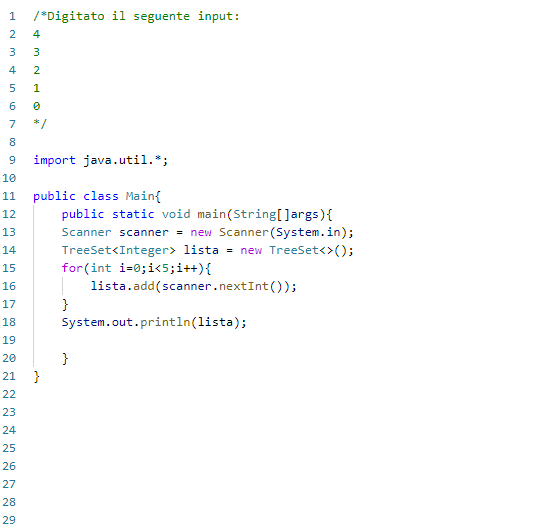 1 /*Digitato il seguente input:
2 4
3 3
4 2
5 1
6 0
7 */
8
9 import java.util.*;
10
11 public class Main{
12 public static void main(String[]args){
13 Scanner scanner = new Scanner(System.in);
14 TreeSet<Integer> lista = new TreeSet<>();
15 for(int i=0;i<5;i++){
16 lista.add(scanner.nextInt());
17 }
18 System.out.println(lista);
19
20 }
21 }
22
23
24
25
26
27
28
29